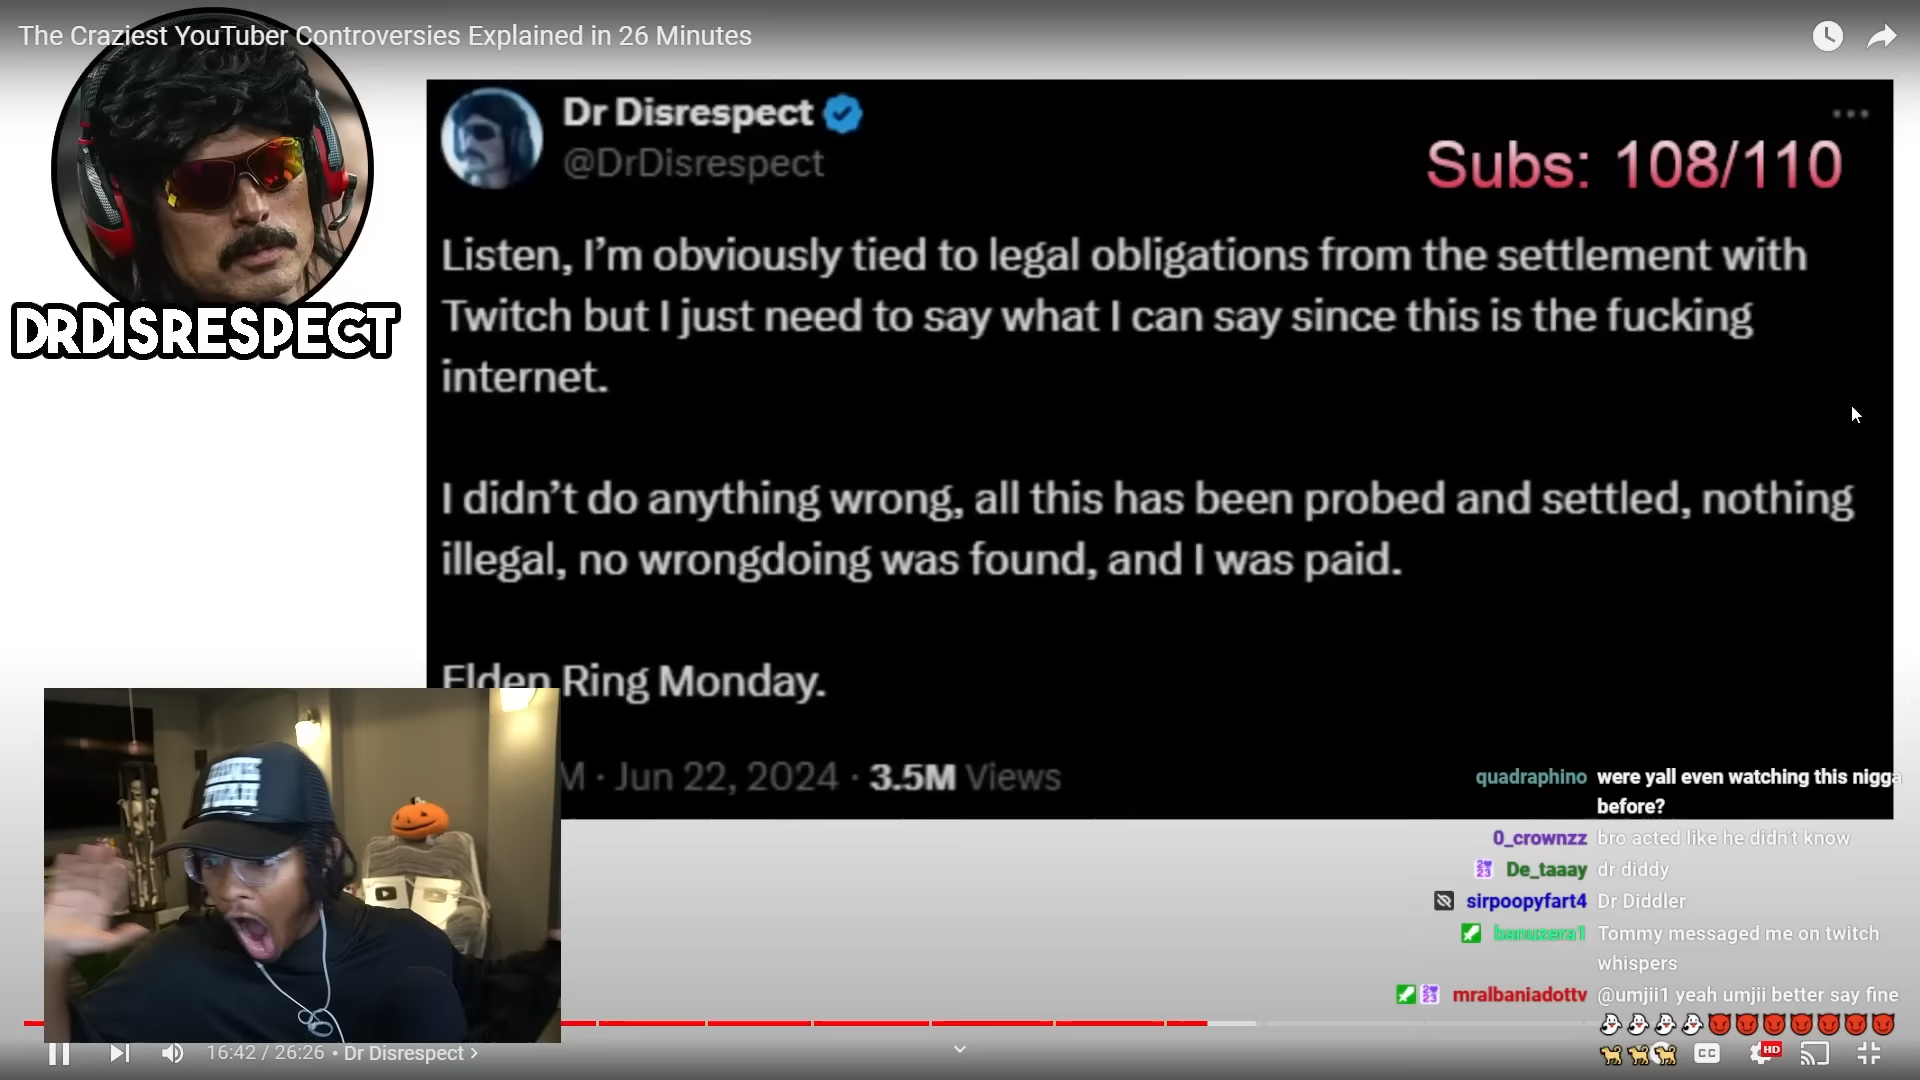 The Craziest YouTuber Controversies Explained in 26 Minutes
DRDISRESPECT
Dr Disrespect
@DrDisrespect
Subs: 108/110
Listen, I'm obviously tied to legal obligations from the settlement with
Twitch but I just need to say what I can say since this is the fucking
internet.
I didn't do anything wrong, all this has been probed and settled, nothing
illegal, no wrongdoing was found, and I was paid.
Elden Ring Monday.
M · Jun 22, 2024 · 3.5M Views
quadraphino were yall even watching this nigga
before?
0_crownzz bro acted like he didn't know
De_taaay dr diddy
sirpoopyfart4 Dr Diddler
banuzera1 Tommy messaged me on twitch
whispers
mralbaniadottv @umjii1 yeah umjii better say fine
16:42 / 26:26 • Dr Disrespect >
CC
HD